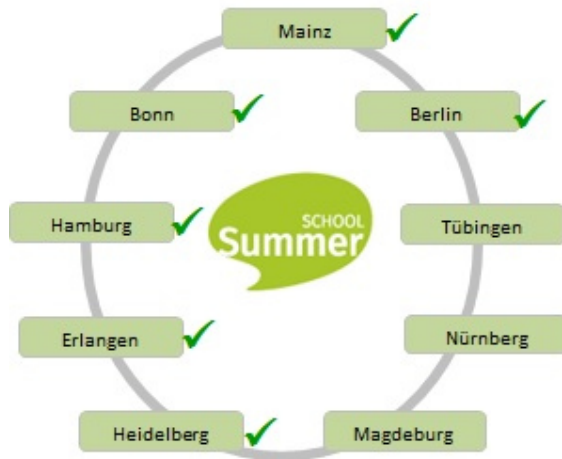 Mainz
Bonn
Berlin
SCHOOL
Summer
Hamburg
Tübingen
Erlangen
Nürnberg
Heidelberg
Magdeburg